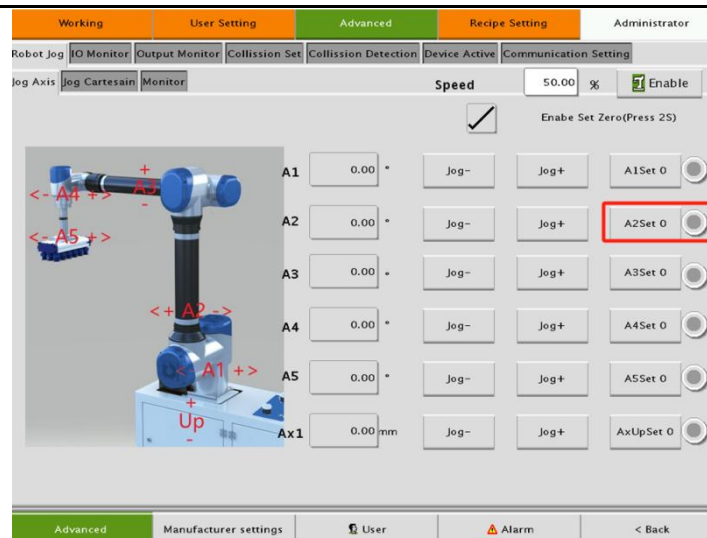 Working User Setting Advanced Recipe Setting Administrator
Robot Jog IO Monitor Output Monitor Collission Set Collission Detection Device Active Communication Setting
Jog Axis Jog Cartesain Monitor Speed 50.00 % Enable
Enabe Set Zero(Press 2S)
A1 0.00 ° Jog- Jog+ A1Set 0
A2 0.00 ° Jog- Jog+ A2Set 0
A3 0.00 ° Jog- Jog+ A3Set 0
A4 0.00 ° Jog- Jog+ A4Set 0
A5 0.00 ° Jog- Jog+ A5Set 0
Ax1 0.00 mm Jog- Jog+ AxUpSet 0
+
A3
-
<- A4 +>
<- A5 +>
<+ A2 ->
<- A1 +>
+
Up
-
Advanced Manufacturer settings User Alarm < Back